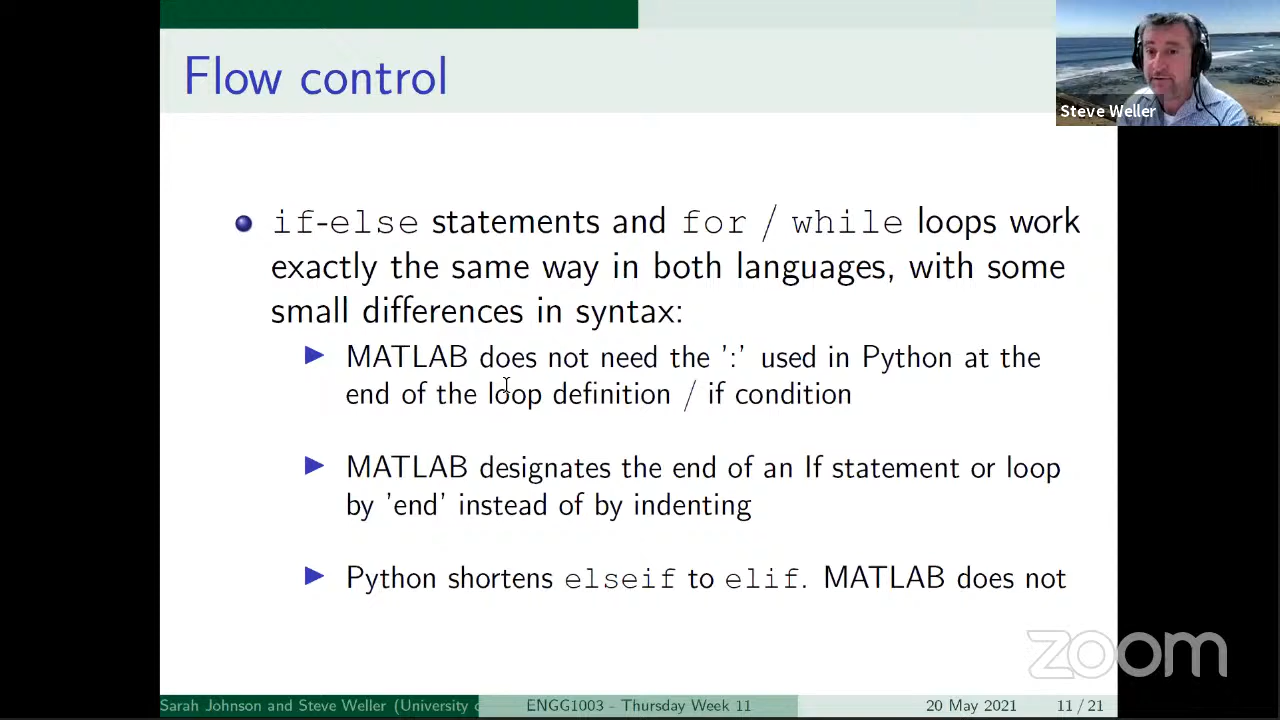 Flow control
Steve Weller
if-else statements and for / while loops work
exactly the same way in both languages, with some
small differences in syntax:
MATLAB does not need the ':' used in Python at the
end of the loop definition / if condition
MATLAB designates the end of an If statement or loop
by 'end' instead of by indenting
Python shortens elseif to elif. MATLAB does not
zoom
Sarah Johnson and Steve Weller (University
ENGG1003 - Thursday Week 11
20 May 2021
11 / 21